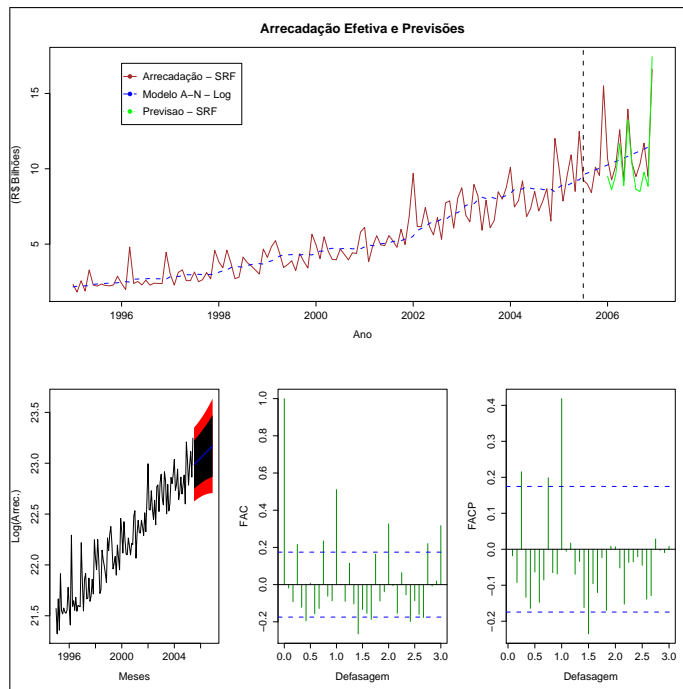 Arrecadação Efetiva e Previsões
Arrecadação − SRF
Modelo A−N − Log
Previsao − SRF
(R$ Bilhões)
15
10
5
1996 1998 2000 2002 2004 2006
Ano
Log(Arrec.)
23.5
23.0
22.5
22.0
21.5
1996 2000 2004
Meses
FAC
1.0
0.8
0.6
0.4
0.2
0.0
−0.2
0.0 0.5 1.0 1.5 2.0 2.5 3.0
Defasagem
FACP
0.4
0.3
0.2
0.1
0.0
−0.1
−0.2
0.0 0.5 1.0 1.5 2.0 2.5 3.0
Defasagem